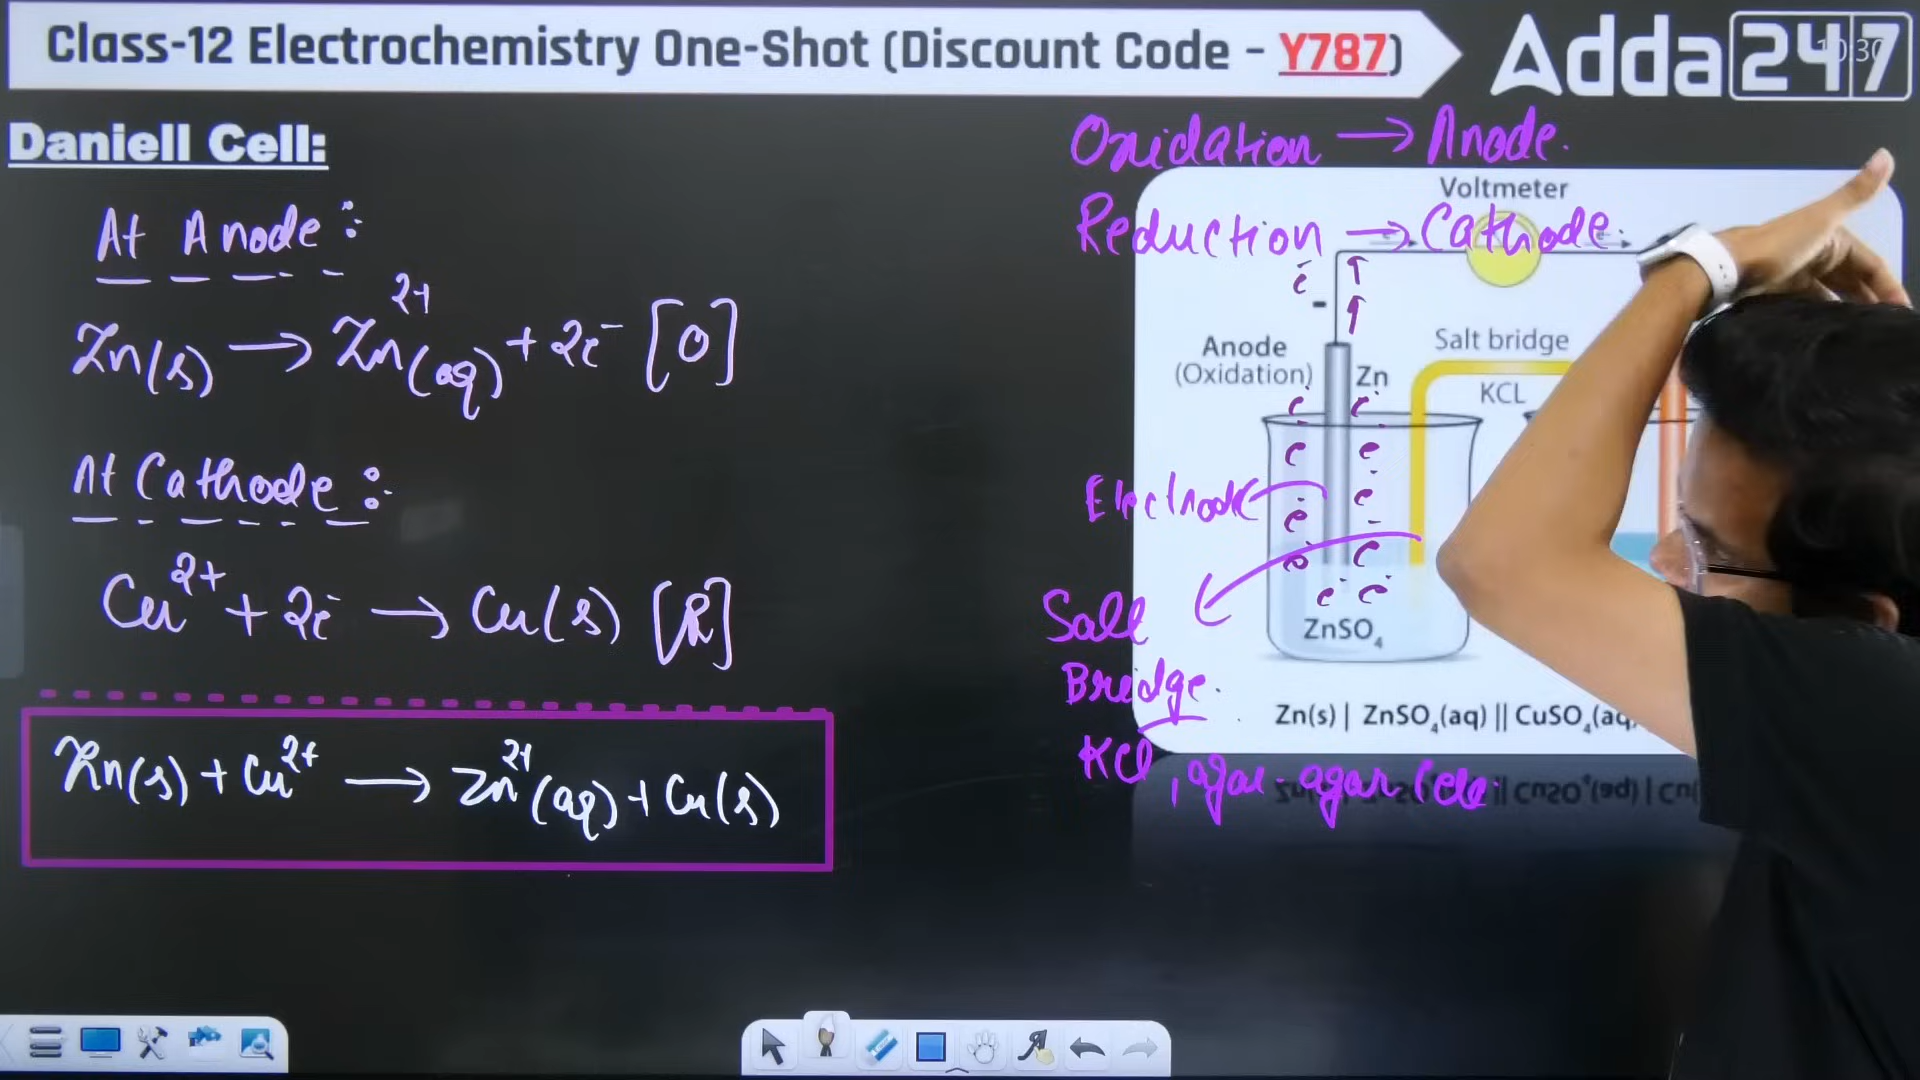 Class-12 Electrochemistry One-Shot (Discount Code - Y787)
Adda247
10:30
Daniell Cell:
At Anode:
Zn(s) → Zn²⁺(aq) + 2e⁻ [O]
At Cathode:
Cu²⁺ + 2e⁻ → Cu(s) [R]
Zn(s) + Cu²⁺ → Zn²⁺(aq) + Cu(s)
Oxidation → Anode.
Reduction → Cathode.
Voltmeter
e⁻
-
Anode
(Oxidation)
Zn
Salt bridge
KCL
Electrode
ZnSO₄
Salt
Bridge.
KCl, agar-agar
Zn(s) | ZnSO₄(aq) || CuSO₄(aq